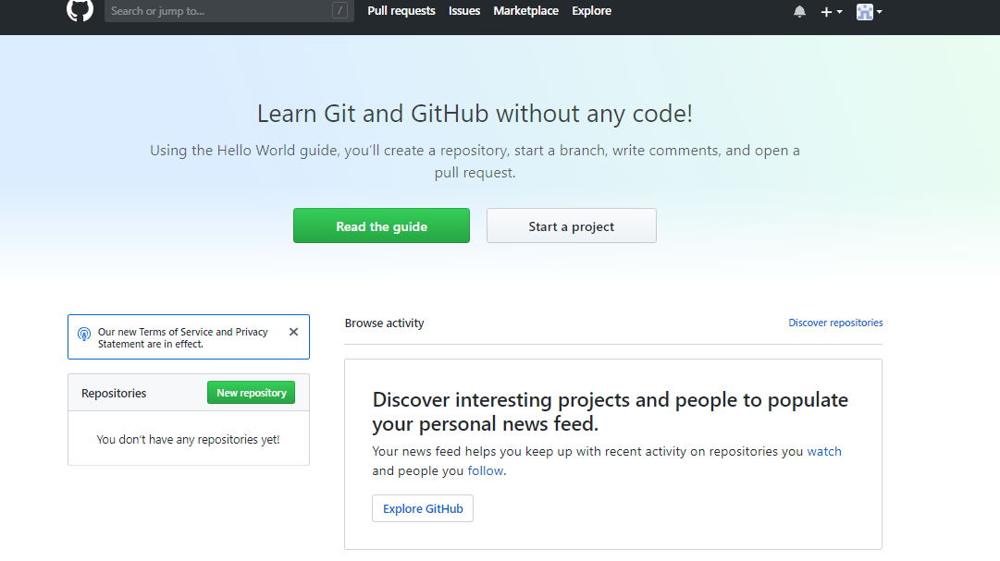 Search or jump to... /
Pull requests Issues Marketplace Explore
Learn Git and GitHub without any code!
Using the Hello World guide, you’ll create a repository, start a branch, write comments, and open a
pull request.
Read the guide
Start a project
Our new Terms of Service and Privacy
Statement are in effect.
Repositories
New repository
You don’t have any repositories yet!
Browse activity
Discover repositories
Discover interesting projects and people to populate
your personal news feed.
Your news feed helps you keep up with recent activity on repositories you watch
and people you follow.
Explore GitHub